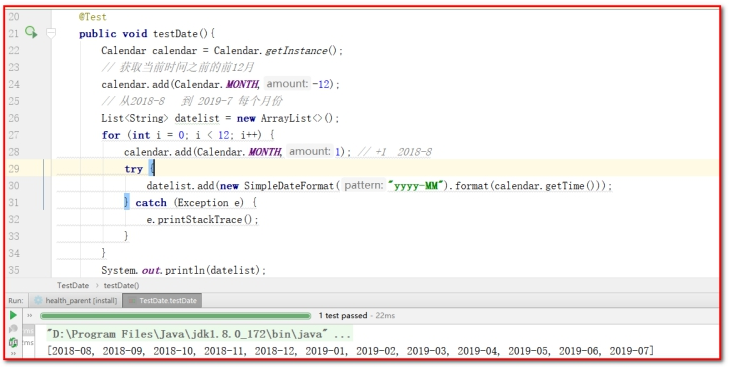 20 @Test
21 public void testDate(){
22 Calendar calendar = Calendar.getInstance();
23 // 获取当前时间之前的前12月
24 calendar.add(Calendar.MONTH, amount: -12);
25 // 从2018-8 到 2019-7 每个月份
26 List<String> datelist = new ArrayList<>();
27 for (int i = 0; i < 12; i++) {
28 calendar.add(Calendar.MONTH, amount: 1); // +1 2018-8
29 try {
30 datelist.add(new SimpleDateFormat( pattern: "yyyy-MM").format(calendar.getTime()));
31 } catch (Exception e) {
32 e.printStackTrace();
33 }
34 }
35 System.out.println(datelist);
TestDate › testDate()
Run: health_parent [install] TestDate.testDate
1 test passed - 22ms
ms "D:\Program Files\Java\jdk1.8.0_172\bin\java" ...
ms [2018-08, 2018-09, 2018-10, 2018-11, 2018-12, 2019-01, 2019-02, 2019-03, 2019-04, 2019-05, 2019-06, 2019-07]